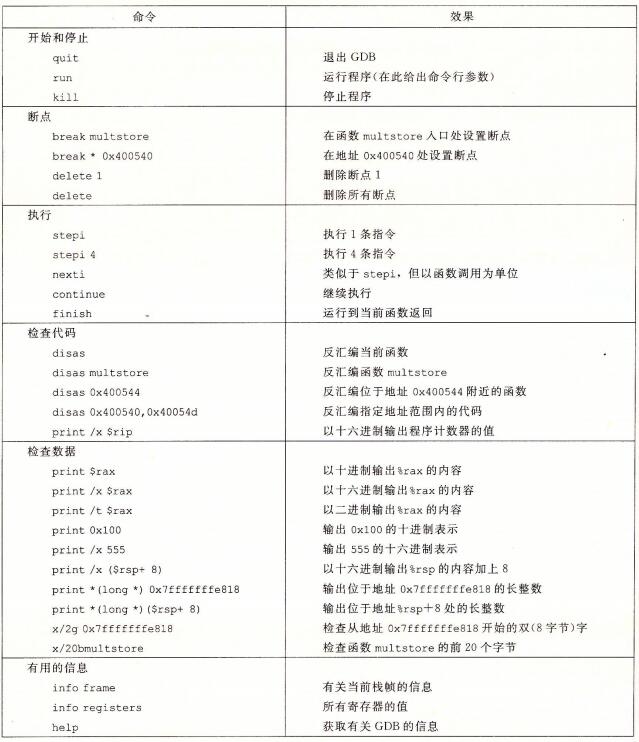 命令 效果
开始和停止
quit 退出 GDB
run 运行程序(在此给出命令行参数)
kill 停止程序
断点
break multstore 在函数 multstore 入口处设置断点
break * 0x400540 在地址 0x400540 处设置断点
delete 1 删除断点 1
delete 删除所有断点
执行
stepi 执行 1 条指令
stepi 4 执行 4 条指令
nexti 类似于 stepi，但以函数调用为单位
continue 继续执行
finish 运行到当前函数返回
检查代码
disas 反汇编当前函数
disas multstore 反汇编函数 multstore
disas 0x400544 反汇编位于地址 0x400544 附近的函数
disas 0x400540,0x40054d 反汇编指定地址范围内的代码
print /x $rip 以十六进制输出程序计数器的值
检查数据
print $rax 以十进制输出%rax 的内容
print /x $rax 以十六进制输出%rax 的内容
print /t $rax 以二进制输出%rax 的内容
print 0x100 输出 0x100 的十进制表示
print /x 555 输出 555 的十六进制表示
print /x ($rsp+ 8) 以十六进制输出%rsp 的内容加上 8
print *(long *) 0x7fffffffe818 输出位于地址 0x7fffffffe818 的长整数
print *(long *)($rsp+ 8) 输出位于地址%rsp+8 处的长整数
x/2g 0x7fffffffe818 检查从地址 0x7fffffffe818 开始的双(8 字节)字
x/20bmultstore 检查函数 multstore 的前 20 个字节
有用的信息
info frame 有关当前栈帧的信息
info registers 所有寄存器的值
help 获取有关 GDB 的信息